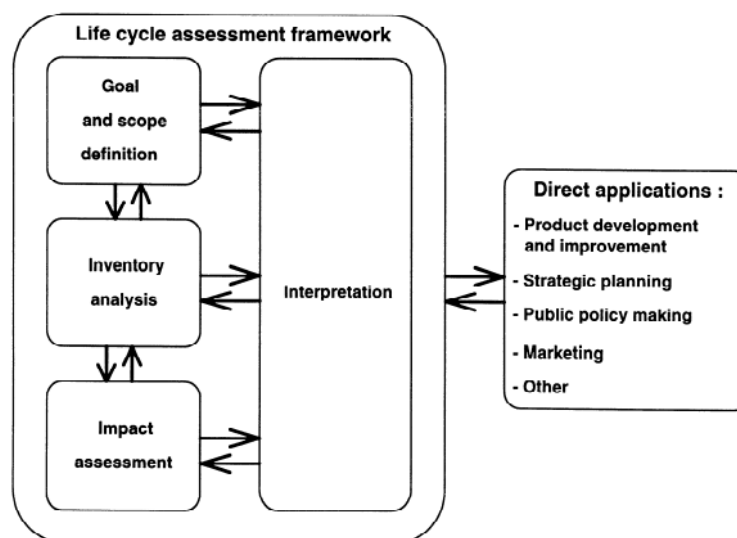 Life cycle assessment framework
Goal
and scope
definition
Inventory
analysis
Impact
assessment
Interpretation
Direct applications :
- Product development
and improvement
- Strategic planning
- Public policy making
- Marketing
- Other